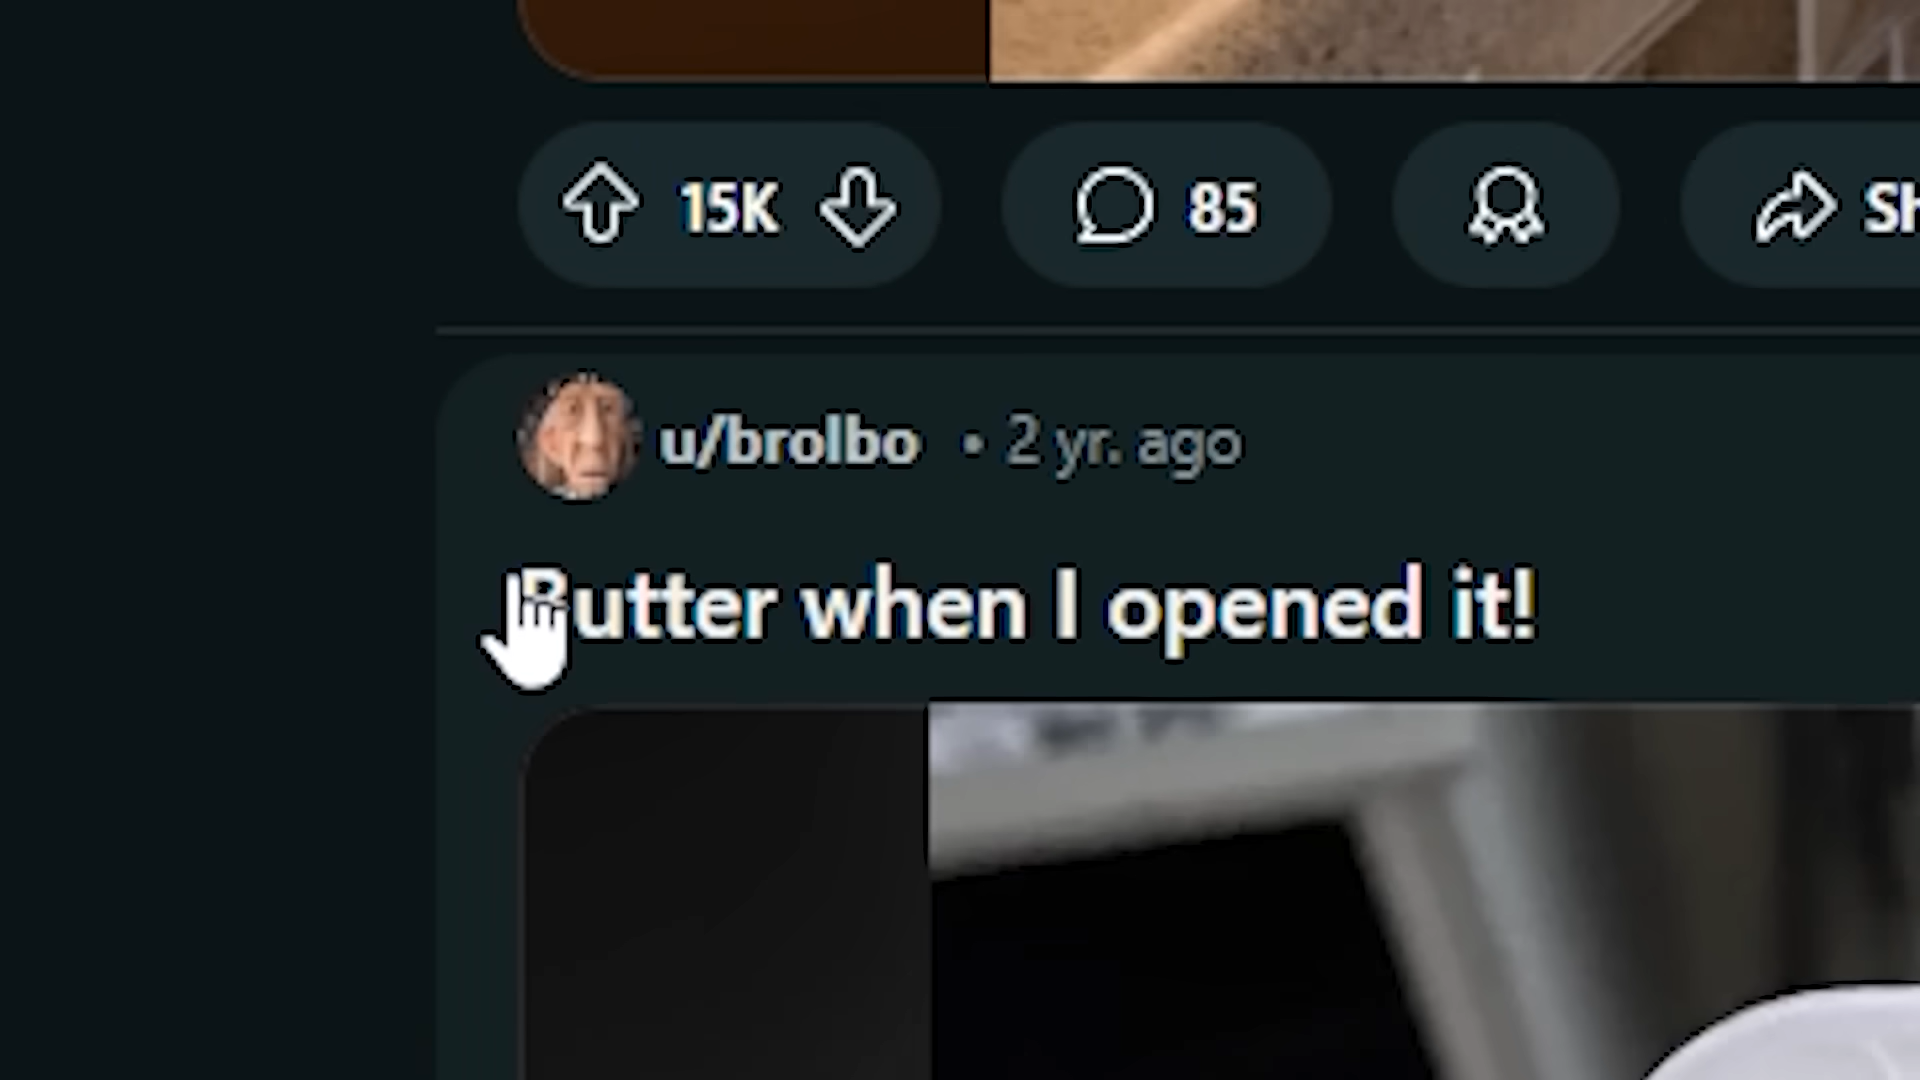 15K 85 Sh
u/brolbo • 2 yr. ago
Butter when I opened it!